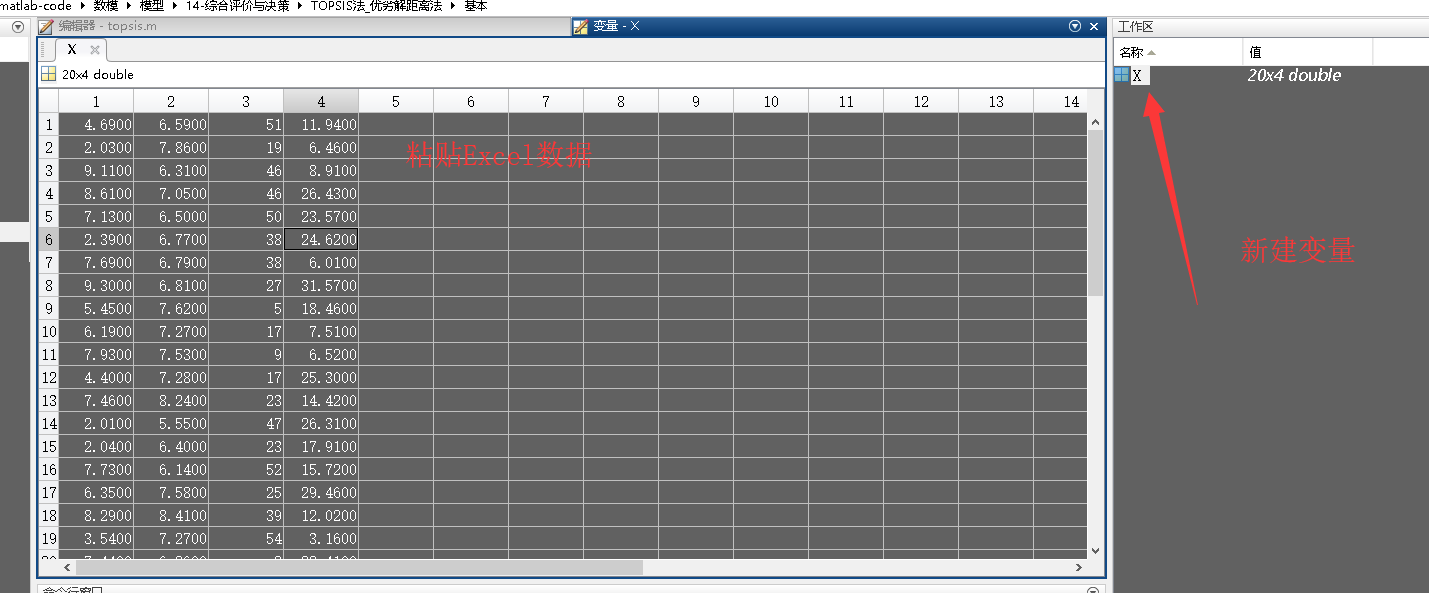 matlab-code ▸ 数模 ▸ 模型 ▸ 14-综合评价与决策 ▸ TOPSIS法_优劣解距离法 ▸ 基本
编辑器 - topsis.m
变量 - X
工作区
X
名称 值
20x4 double
X 20x4 double
1 2 3 4 5 6 7 8 9 10 11 12 13 14
1 4.6900 6.5900 51 11.9400
2 2.0300 7.8600 19 6.4600
粘贴Excel数据
3 9.1100 6.3100 46 8.9100
4 8.6100 7.0500 46 26.4300
5 7.1300 6.5000 50 23.5700
6 2.3900 6.7700 38 24.6200
新建变量
7 7.6900 6.7900 38 6.0100
8 9.3000 6.8100 27 31.5700
9 5.4500 7.6200 5 18.4600
10 6.1900 7.2700 17 7.5100
11 7.9300 7.5300 9 6.5200
12 4.4000 7.2800 17 25.3000
13 7.4600 8.2400 23 14.4200
14 2.0100 5.5500 47 26.3100
15 2.0400 6.4000 23 17.9100
16 7.7300 6.1400 52 15.7200
17 6.3500 7.5800 25 29.4600
18 8.2900 8.4100 39 12.0200
19 3.5400 7.2700 54 3.1600
命令行窗口